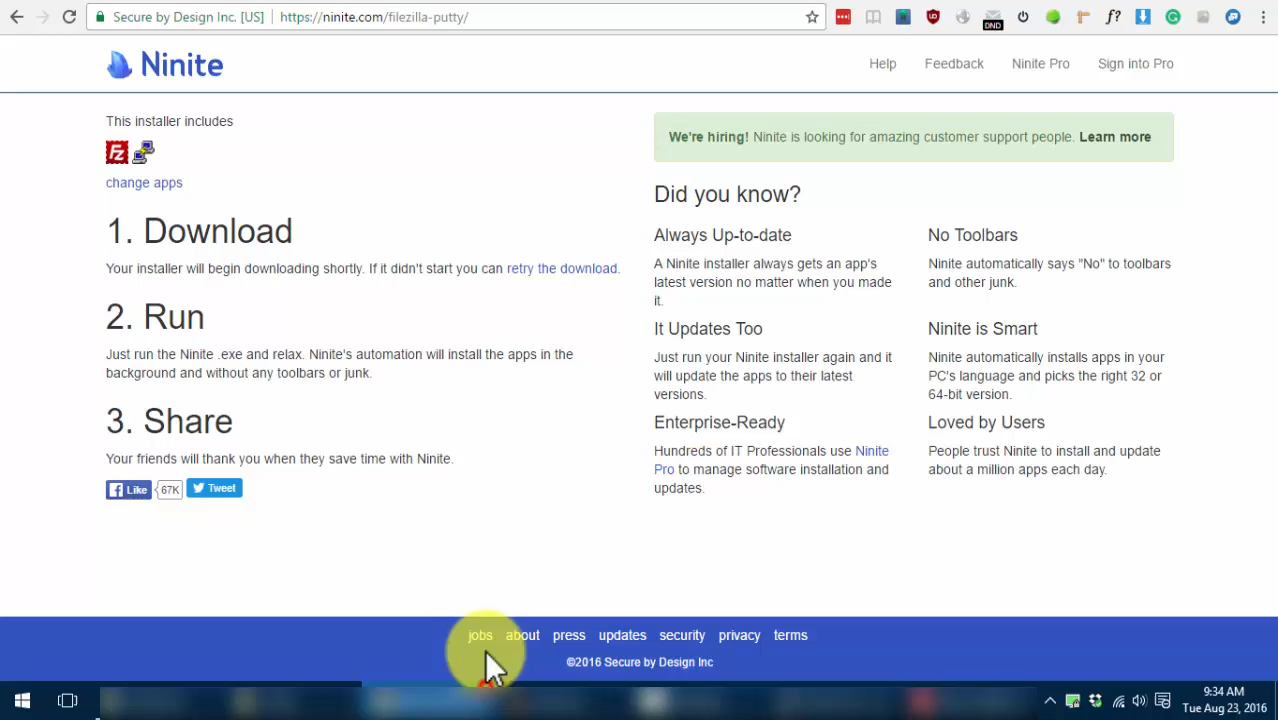 Secure by Design Inc. [US] https://ninite.com/filezilla-putty/
DND
f?
Ninite
Help Feedback Ninite Pro Sign into Pro
This installer includes
Fz
change apps
1. Download
Your installer will begin downloading shortly. If it didn't start you can retry the download.
2. Run
Just run the Ninite .exe and relax. Ninite's automation will install the apps in the
background and without any toolbars or junk.
3. Share
Your friends will thank you when they save time with Ninite.
Like 67K Tweet
We're hiring! Ninite is looking for amazing customer support people. Learn more
Did you know?
Always Up-to-date
A Ninite installer always gets an app's
latest version no matter when you made
it.
No Toolbars
Ninite automatically says "No" to toolbars
and other junk.
It Updates Too
Just run your Ninite installer again and it
will update the apps to their latest
versions.
Ninite is Smart
Ninite automatically installs apps in your
PC's language and picks the right 32 or
64-bit version.
Enterprise-Ready
Hundreds of IT Professionals use Ninite
Pro to manage software installation and
updates.
Loved by Users
People trust Ninite to install and update
about a million apps each day.
jobs about press updates security privacy terms
©2016 Secure by Design Inc
9:34 AM
Tue Aug 23, 2016